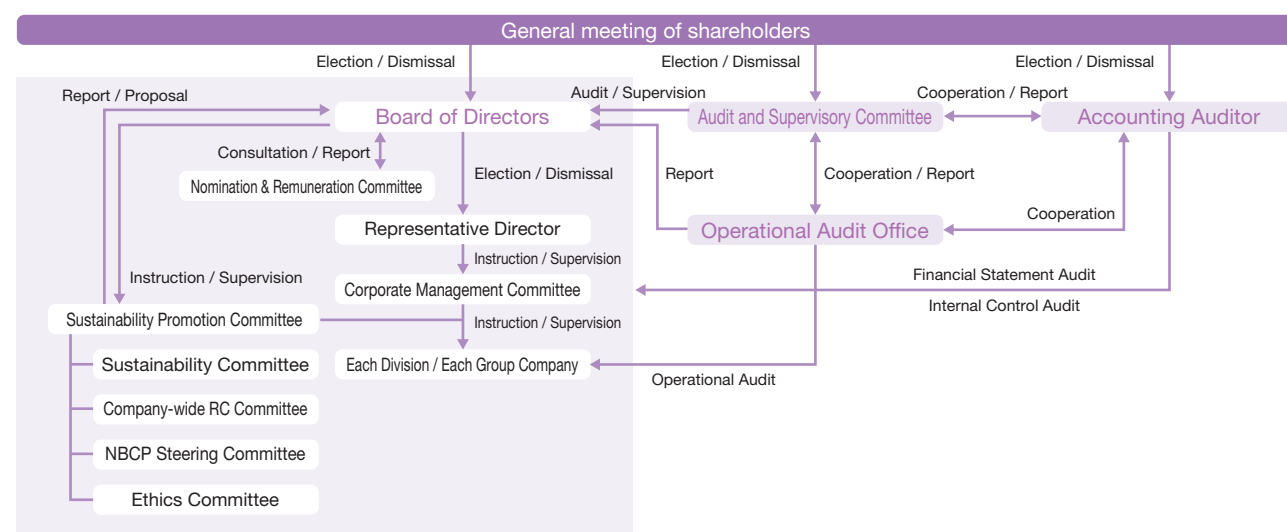 General meeting of shareholders
Election / Dismissal
Election / Dismissal
Election / Dismissal
Report / Proposal
Audit / Supervision
Cooperation / Report
Board of Directors
Audit and Supervisory Committee
Accounting Auditor
Consultation / Report
Nomination & Remuneration Committee
Election / Dismissal
Report
Cooperation / Report
Cooperation
Representative Director
Operational Audit Office
Instruction / Supervision
Instruction / Supervision
Financial Statement Audit
Corporate Management Committee
Internal Control Audit
Sustainability Promotion Committee
Instruction / Supervision
Sustainability Committee
Each Division / Each Group Company
Operational Audit
Company-wide RC Committee
NBCP Steering Committee
Ethics Committee